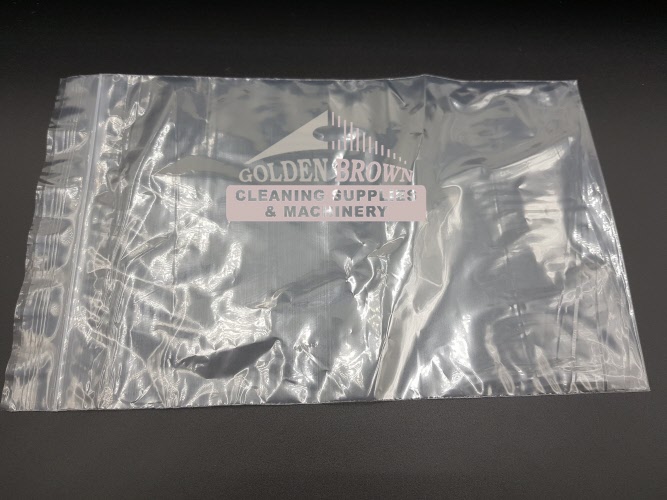 GOLDEN BROWN
CLEANING SUPPLIES
& MACHINERY